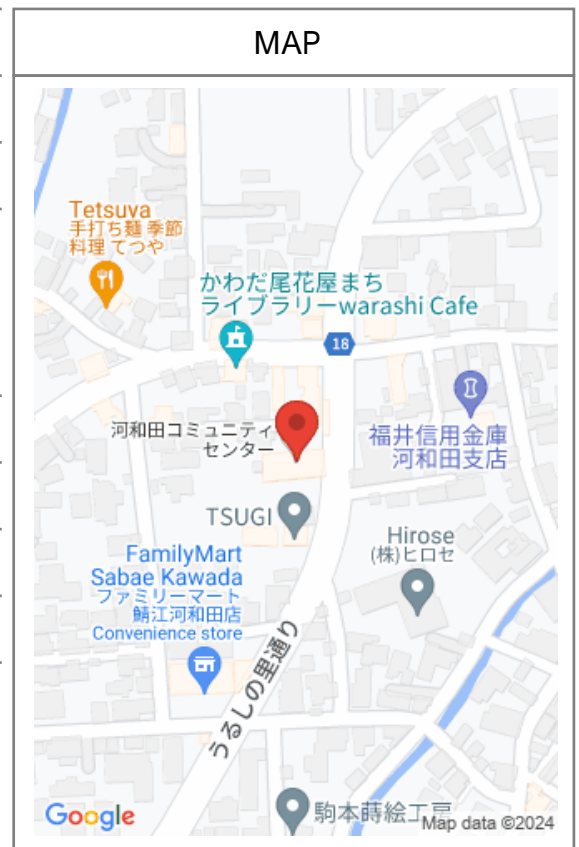 MAP
Tetsuya
手打ち麺 季節
料理 てつや
かわだ尾花屋まち
ライブラリーwarashi Cafe
18
河和田コミュニティ
センター
福井信用金庫
河和田支店
TSUGI
Hirose
(株)ヒロセ
FamilyMart
Sabae Kawada
ファミリーマート
鯖江河和田店
Convenience store
うるしの里通り
駒本蒔絵工房
Google
Map data ©2024